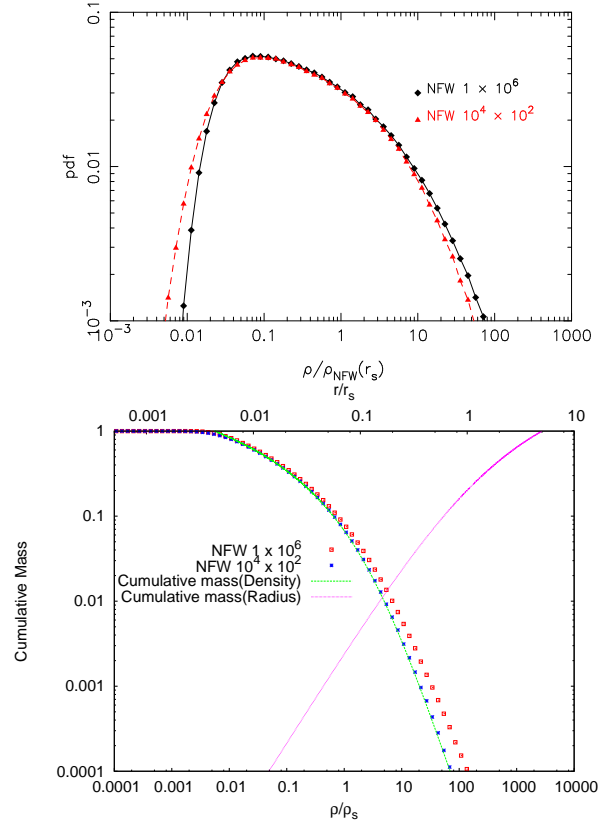 0.1
NFW 1 × 10⁶
NFW 10⁴ × 10²
pdf
0.01
10⁻³
10⁻³ 0.01 0.1 1 10 100 1000
ρ/ρNFW(rs)
r/rs
0.001 0.01 0.1 1 10
1
0.1
NFW 1 x 10⁶
NFW 10⁴ x 10²
Cumulative mass(Density)
Cumulative mass(Radius)
Cumulative Mass
0.01
0.001
0.0001
0.0001 0.001 0.01 0.1 1 10 100 1000 10000
ρ/ρs